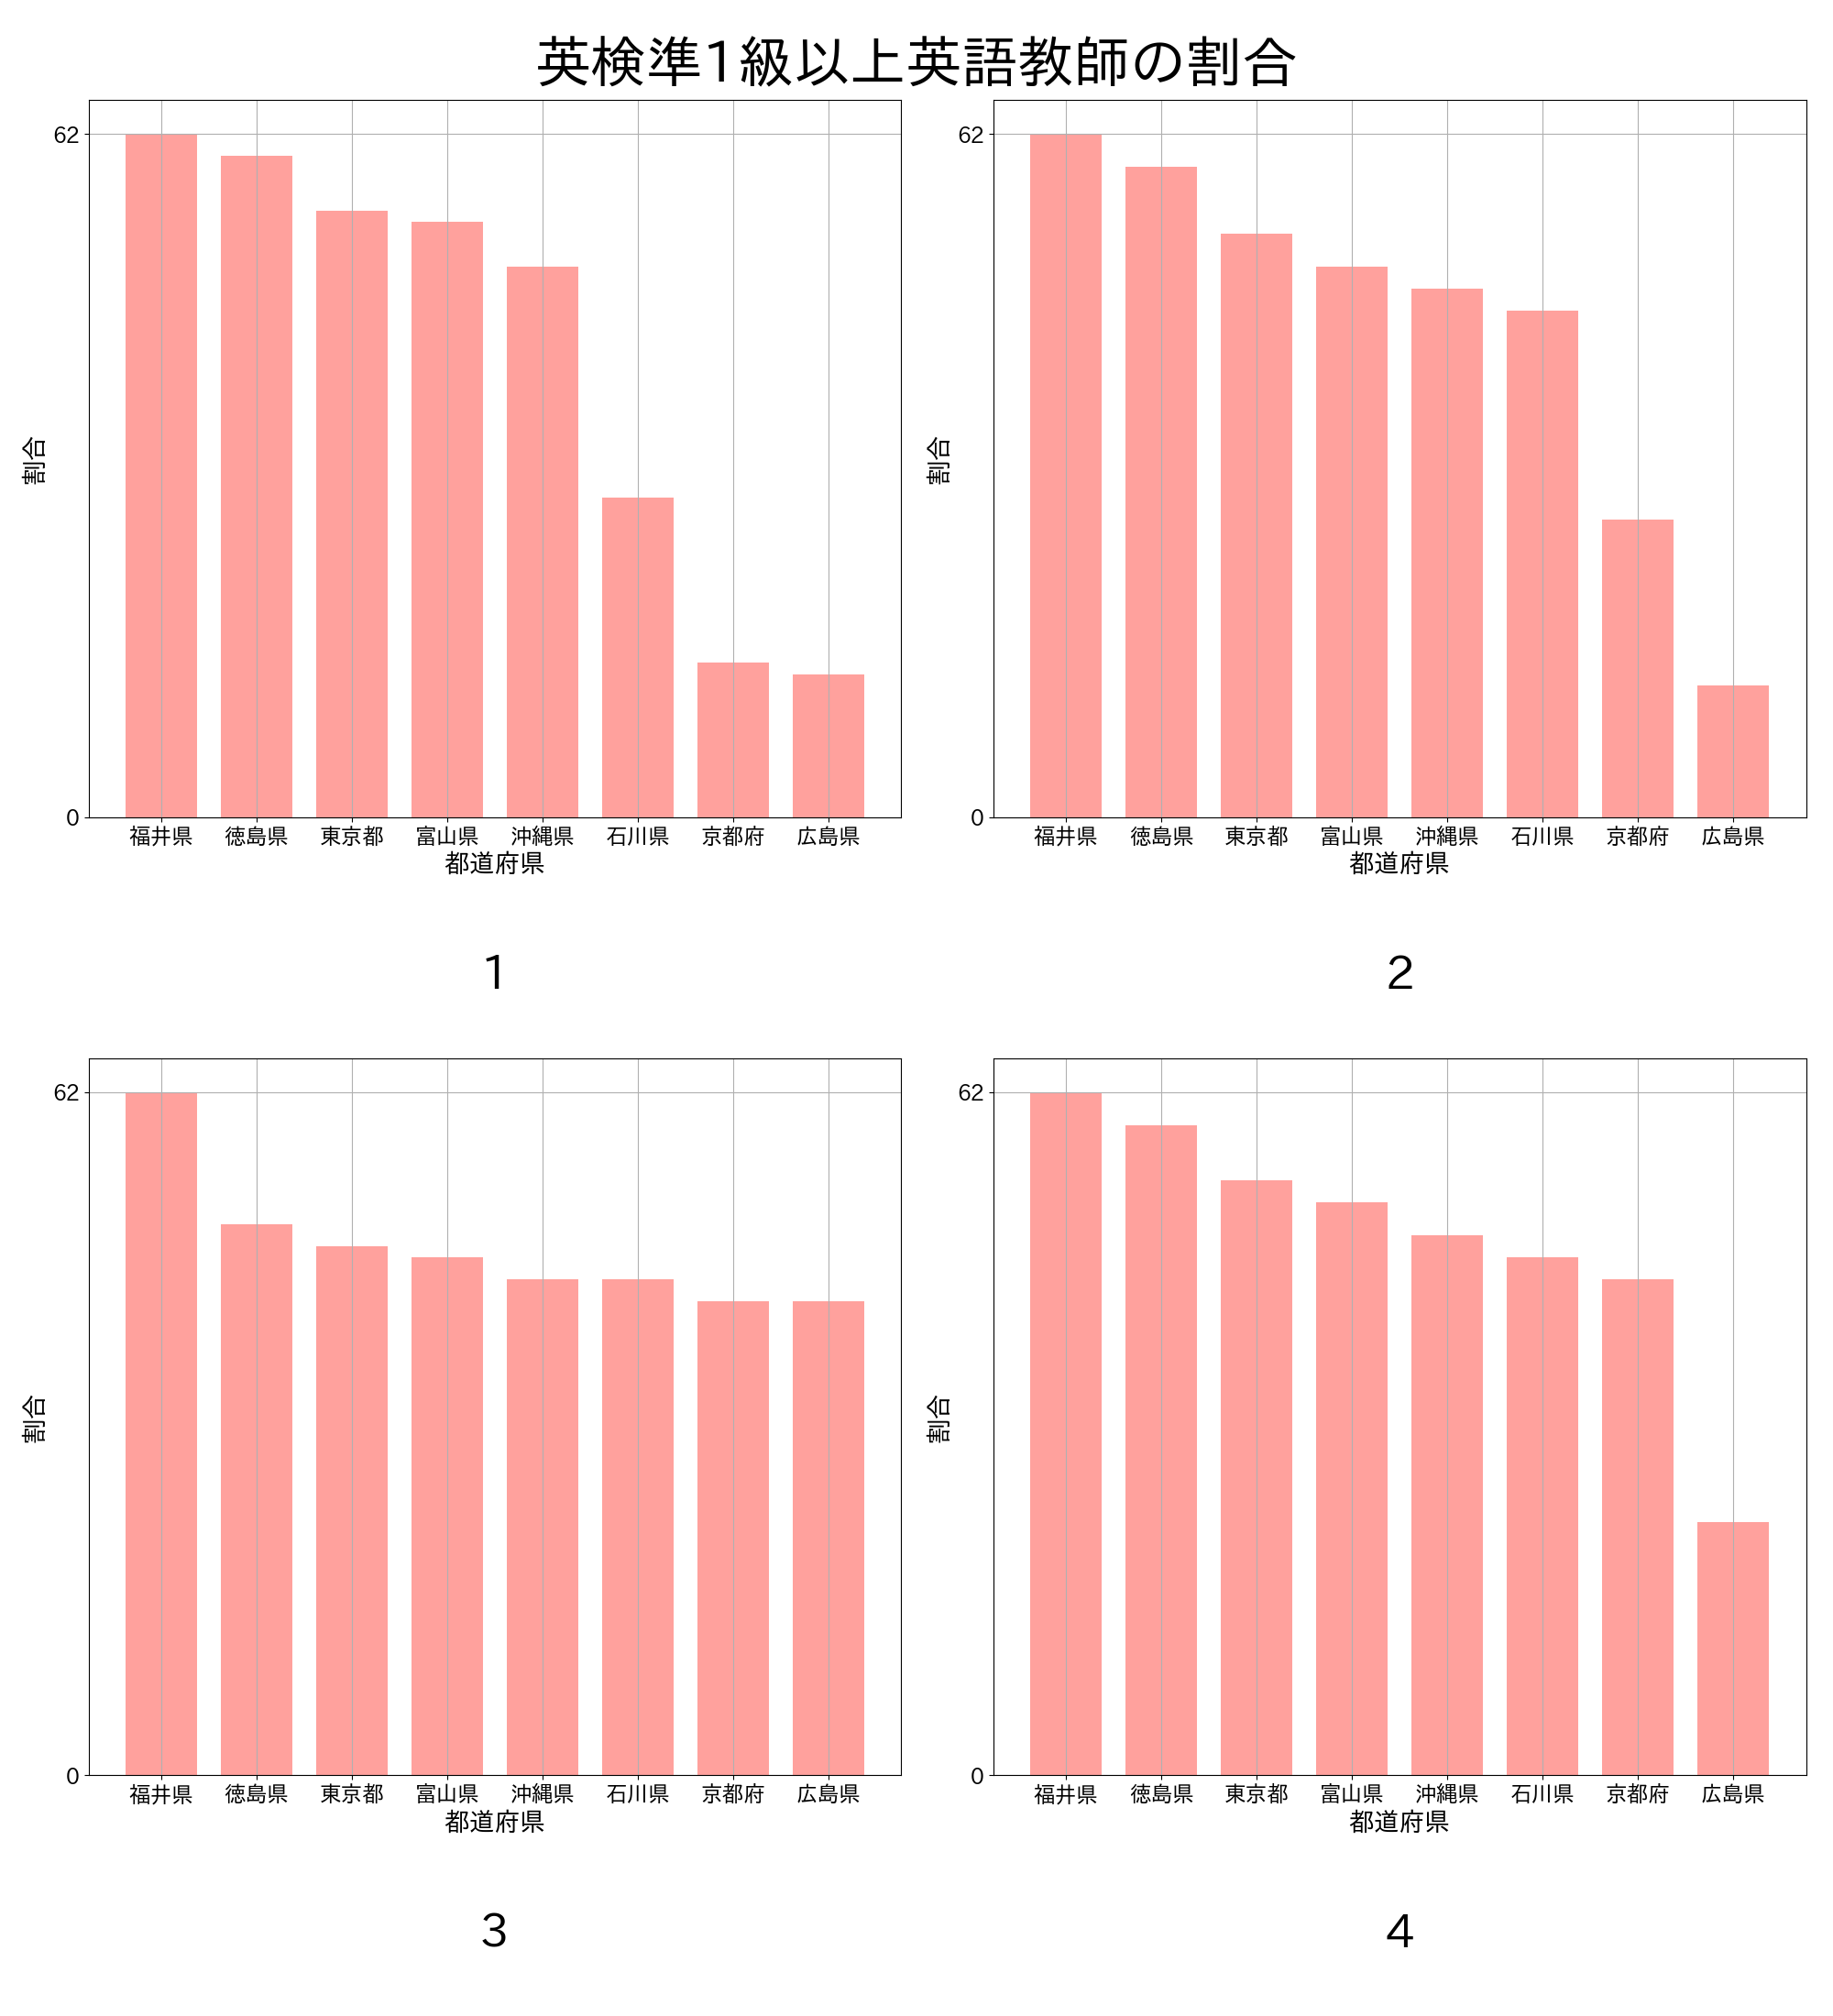 英検準1級以上英語教師の割合
62
0
割合
福井県 徳島県 東京都 富山県 沖縄県 石川県 京都府 広島県
都道府県
1
62
0
割合
福井県 徳島県 東京都 富山県 沖縄県 石川県 京都府 広島県
都道府県
2
62
0
割合
福井県 徳島県 東京都 富山県 沖縄県 石川県 京都府 広島県
都道府県
3
62
0
割合
福井県 徳島県 東京都 富山県 沖縄県 石川県 京都府 広島県
都道府県
4